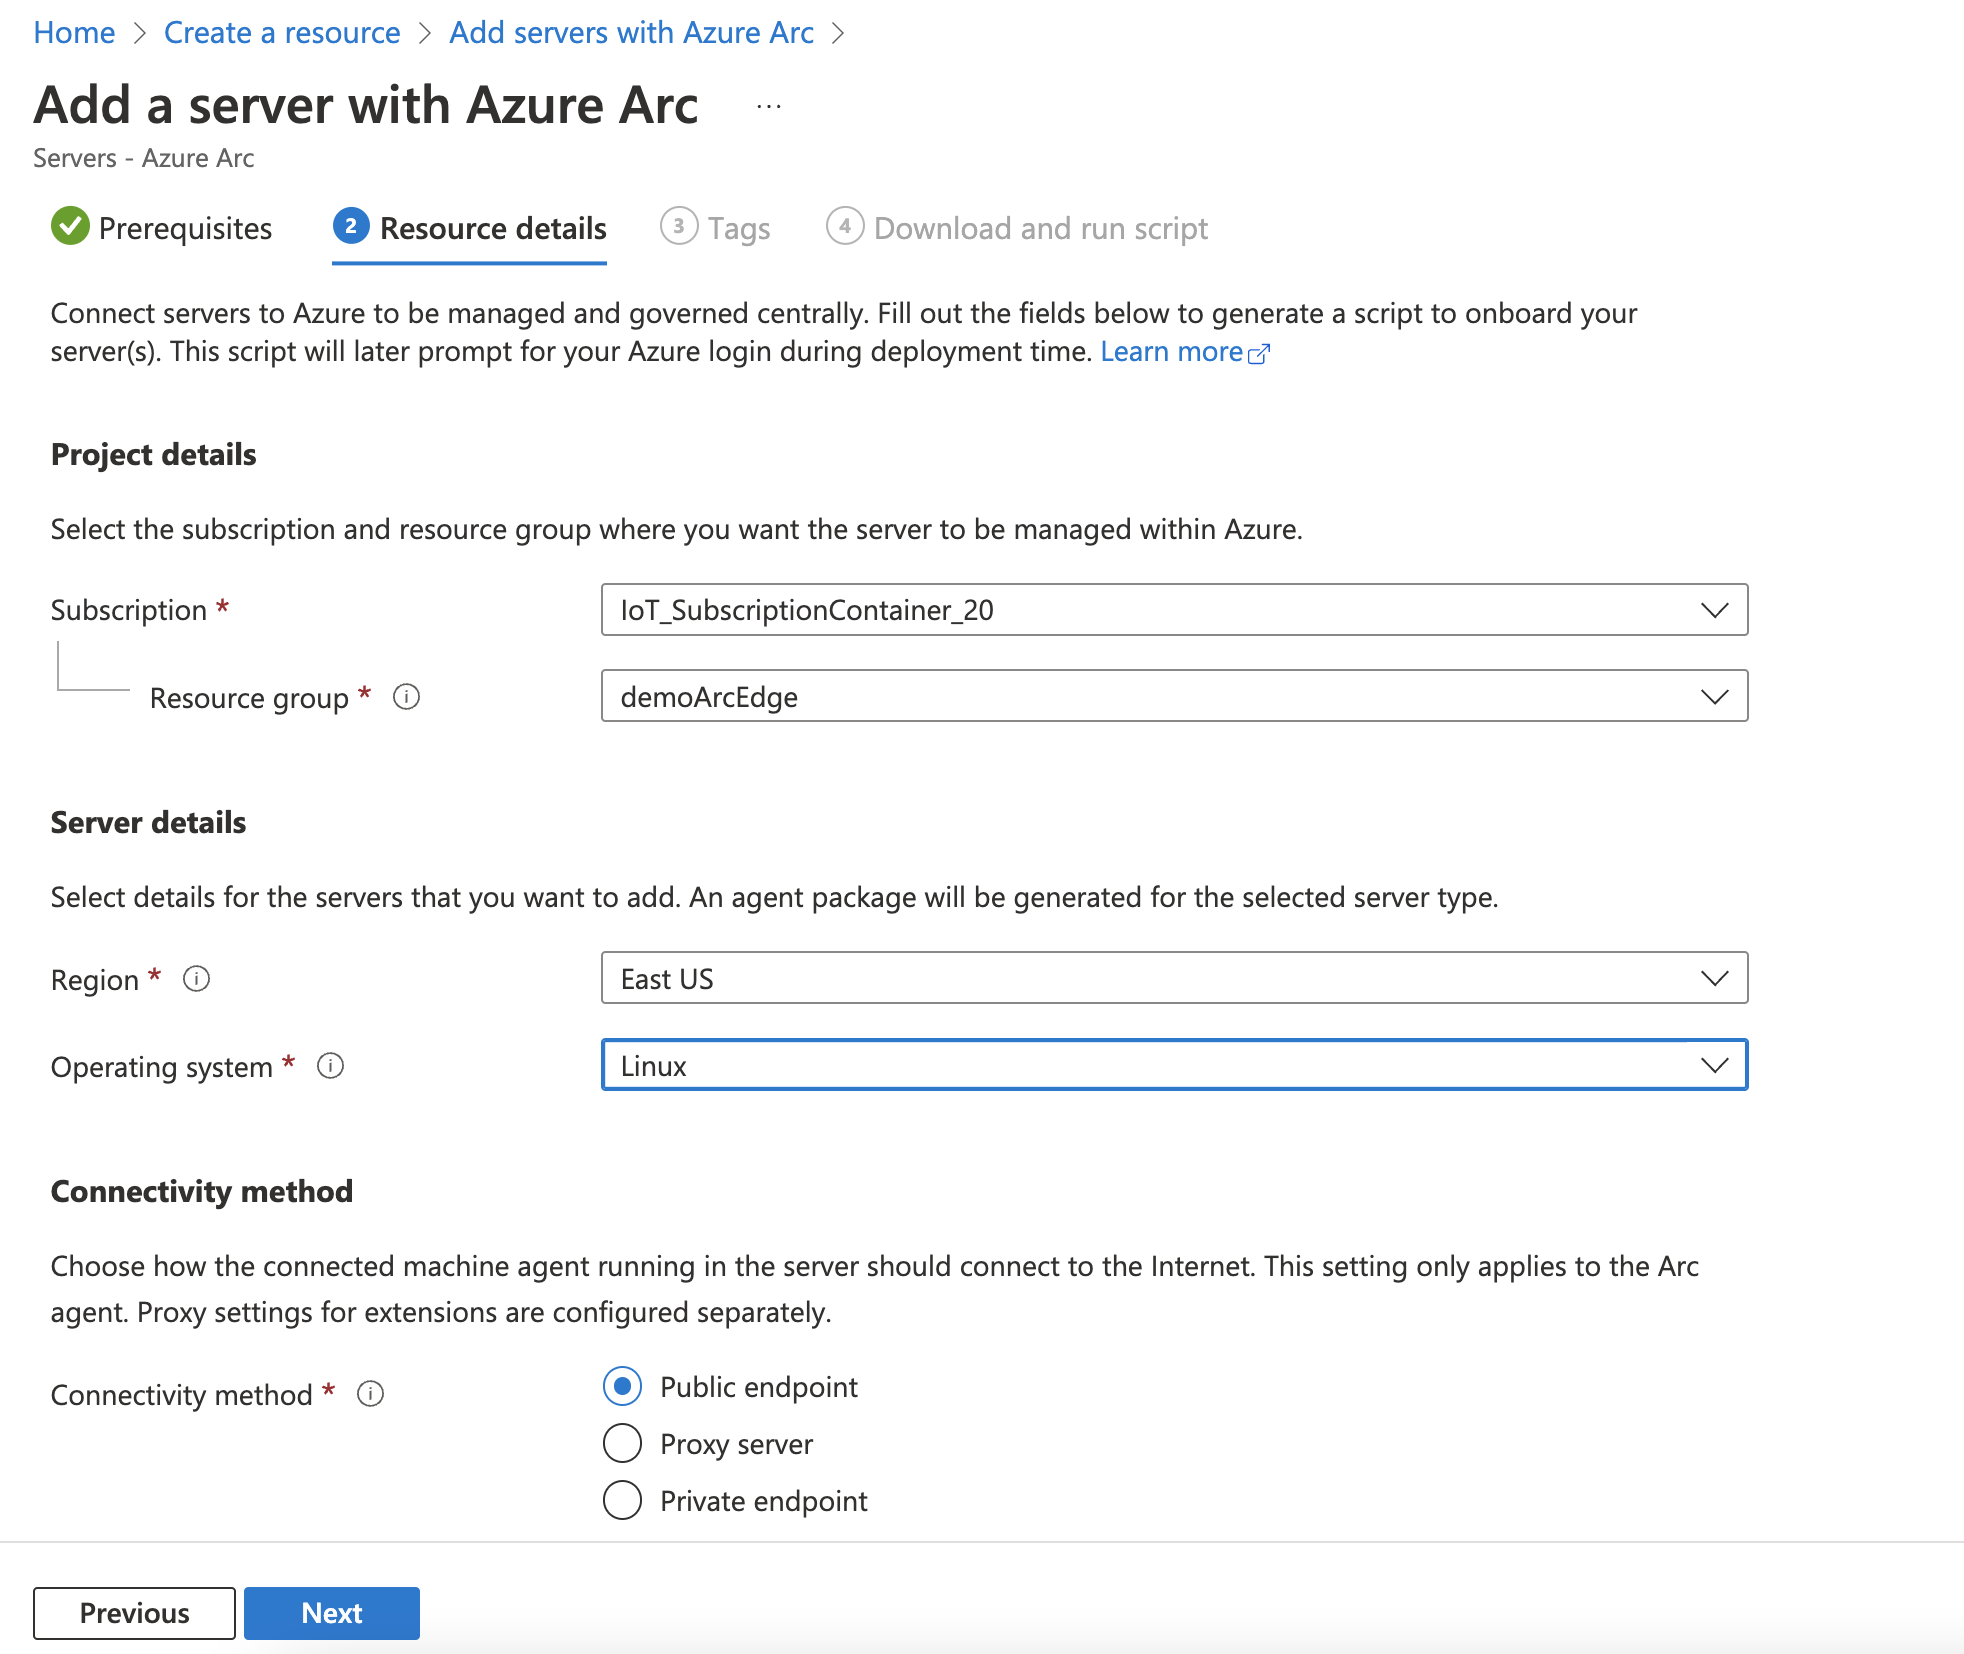 Home > Create a resource > Add servers with Azure Arc >
Add a server with Azure Arc ...
Servers - Azure Arc
Prerequisites 2 Resource details 3 Tags 4 Download and run script
Connect servers to Azure to be managed and governed centrally. Fill out the fields below to generate a script to onboard your
server(s). This script will later prompt for your Azure login during deployment time. Learn more
Project details
Select the subscription and resource group where you want the server to be managed within Azure.
Subscription * IoT_SubscriptionContainer_20
Resource group * i demoArcEdge
Server details
Select details for the servers that you want to add. An agent package will be generated for the selected server type.
Region * i East US
Operating system * i Linux
Connectivity method
Choose how the connected machine agent running in the server should connect to the Internet. This setting only applies to the Arc
agent. Proxy settings for extensions are configured separately.
Connectivity method * i Public endpoint
Proxy server
Private endpoint
Previous Next